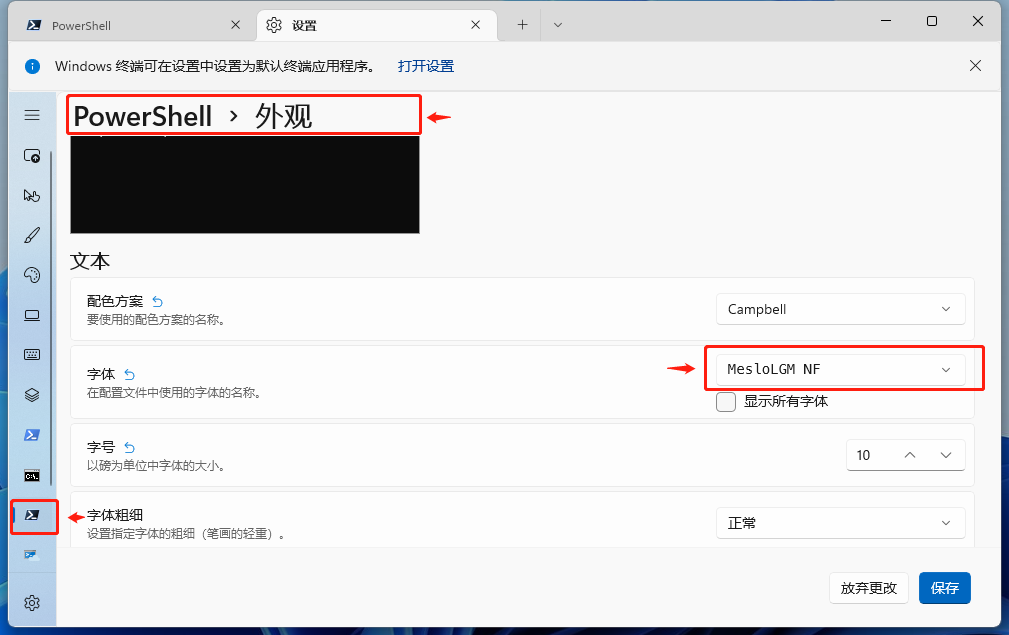 PowerShell
设置
Windows 终端可在设置中设置为默认终端应用程序。 打开设置
PowerShell › 外观
文本
配色方案
要使用的配色方案的名称。
Campbell
字体
在配置文件中使用的字体的名称。
MesloLGM NF
显示所有字体
字号
以磅为单位中字体的大小。
10
字体粗细
设置指定字体的粗细（笔画的轻重）。
正常
放弃更改
保存